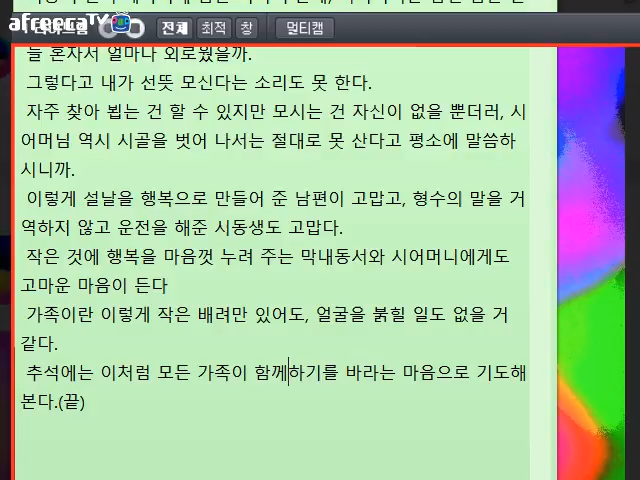 afreecaTV
전체 최적 창 멀티캠
들 혼자서 얼마나 외로웠을까.
그렇다고 내가 선뜻 모신다는 소리도 못 한다.
자주 찾아 뵙는 건 할 수 있지만 모시는 건 자신이 없을 뿐더러, 시
어머님 역시 시골을 벗어 나서는 절대로 못 산다고 평소에 말씀하
시니까.
이렇게 설날을 행복으로 만들어 준 남편이 고맙고, 형수의 말을 거
역하지 않고 운전을 해준 시동생도 고맙다.
작은 것에 행복을 마음껏 누려 주는 막내동서와 시어머니에게도
고마운 마음이 든다
가족이란 이렇게 작은 배려만 있어도, 얼굴을 붉힐 일도 없을 거
같다.
추석에는 이처럼 모든 가족이 함께하기를 바라는 마음으로 기도해
본다.(끝)